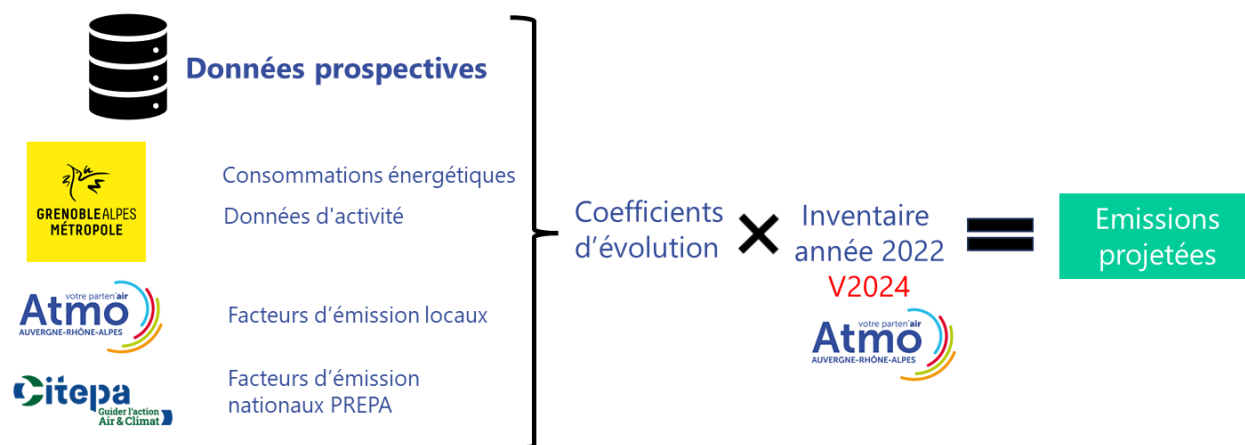 Données prospectives
GRENOBLEALPES
MÉTROPOLE
Consommations énergétiques
Données d'activité
votre parten'air
Atmo
AUVERGNE-RHÔNE-ALPES
Facteurs d’émission locaux
Citepa
Guider l'action
Air & Climat
Facteurs d’émission
nationaux PREPA
Coefficients
d’évolution
Inventaire
année 2022
V2024
votre parten'air
Atmo
AUVERGNE-RHÔNE-ALPES
Emissions
projetées